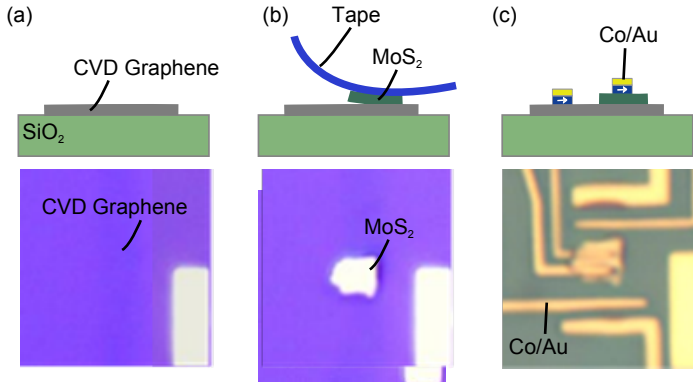 (a)
CVD Graphene
SiO₂
CVD Graphene
(b)
Tape
MoS₂
MoS₂
(c)
Co/Au
Co/Au